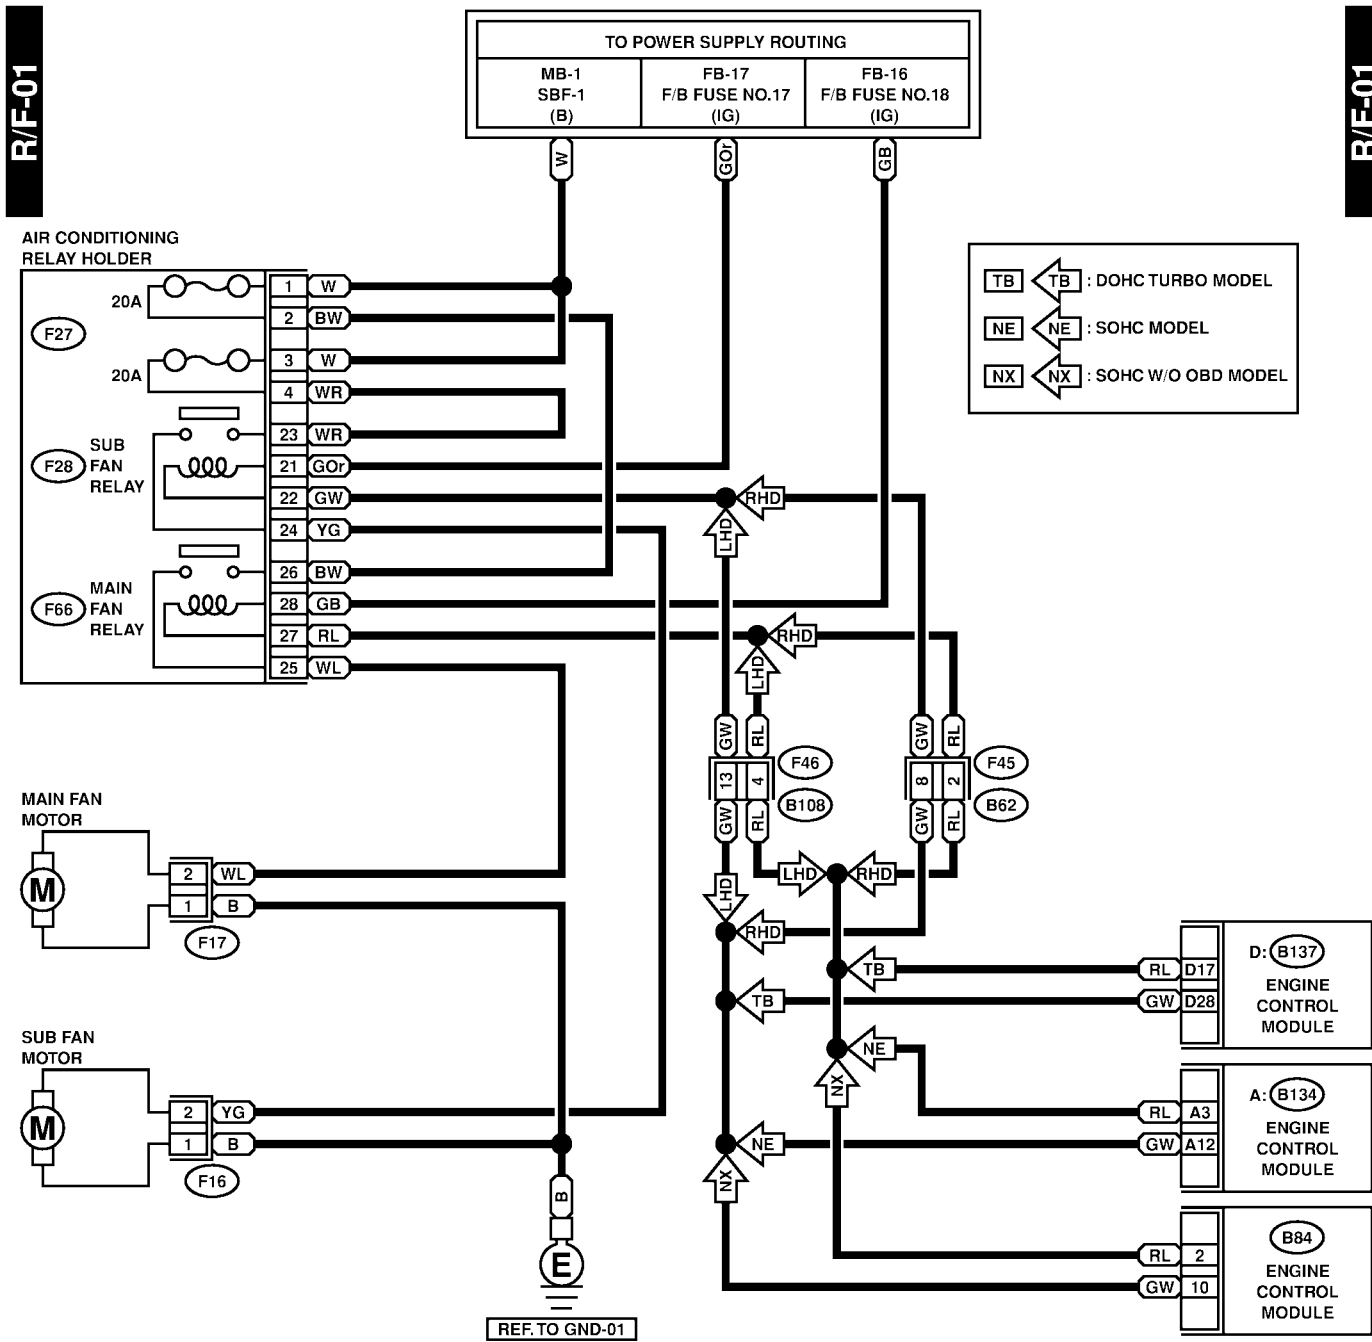 R/F-01
R/F-01
TO POWER SUPPLY ROUTING
MB-1
SBF-1
(B)
FB-17
F/B FUSE NO.17
(IG)
FB-16
F/B FUSE NO.18
(IG)
W
GOr
GB
AIR CONDITIONING
RELAY HOLDER
20A
F27
20A
SUB
FAN
RELAY
F28
MAIN
FAN
RELAY
F66
1 W
2 BW
3 W
4 WR
23 WR
21 GOr
22 GW
24 YG
26 BW
28 GB
27 RL
25 WL
TB TB : DOHC TURBO MODEL
NE NE : SOHC MODEL
NX NX : SOHC W/O OBD MODEL
RHD
LHD
RHD
LHD
GW RL
13 4
GW RL
F46
B108
GW RL
8 2
GW RL
F45
B62
LHD RHD
LHD
RHD
TB
TB
NE
NX
NE
NX
MAIN FAN
MOTOR
M
2 WL
1 B
F17
SUB FAN
MOTOR
M
2 YG
1 B
F16
B
E
REF. TO GND-01
RL D17
GW D28
D: B137
ENGINE
CONTROL
MODULE
RL A3
GW A12
A: B134
ENGINE
CONTROL
MODULE
RL 2
GW 10
B84
ENGINE
CONTROL
MODULE